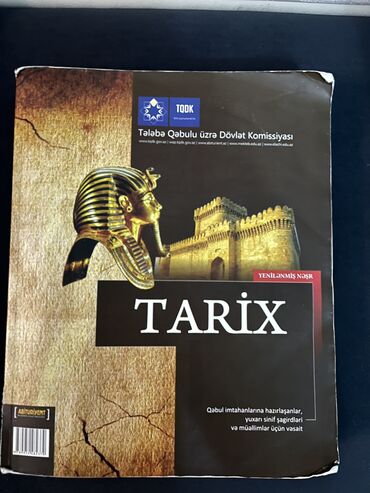 TQDK
Tələbə Qəbulu üzrə Dövlət Komissiyası
YENİLƏNMİŞ NƏŞR
TARİX
Qəbul imtahanlarına hazırlaşanlar,
yuxarı sinif şagirdləri
və müəllimlər üçün vəsait
ABİTURİYENT